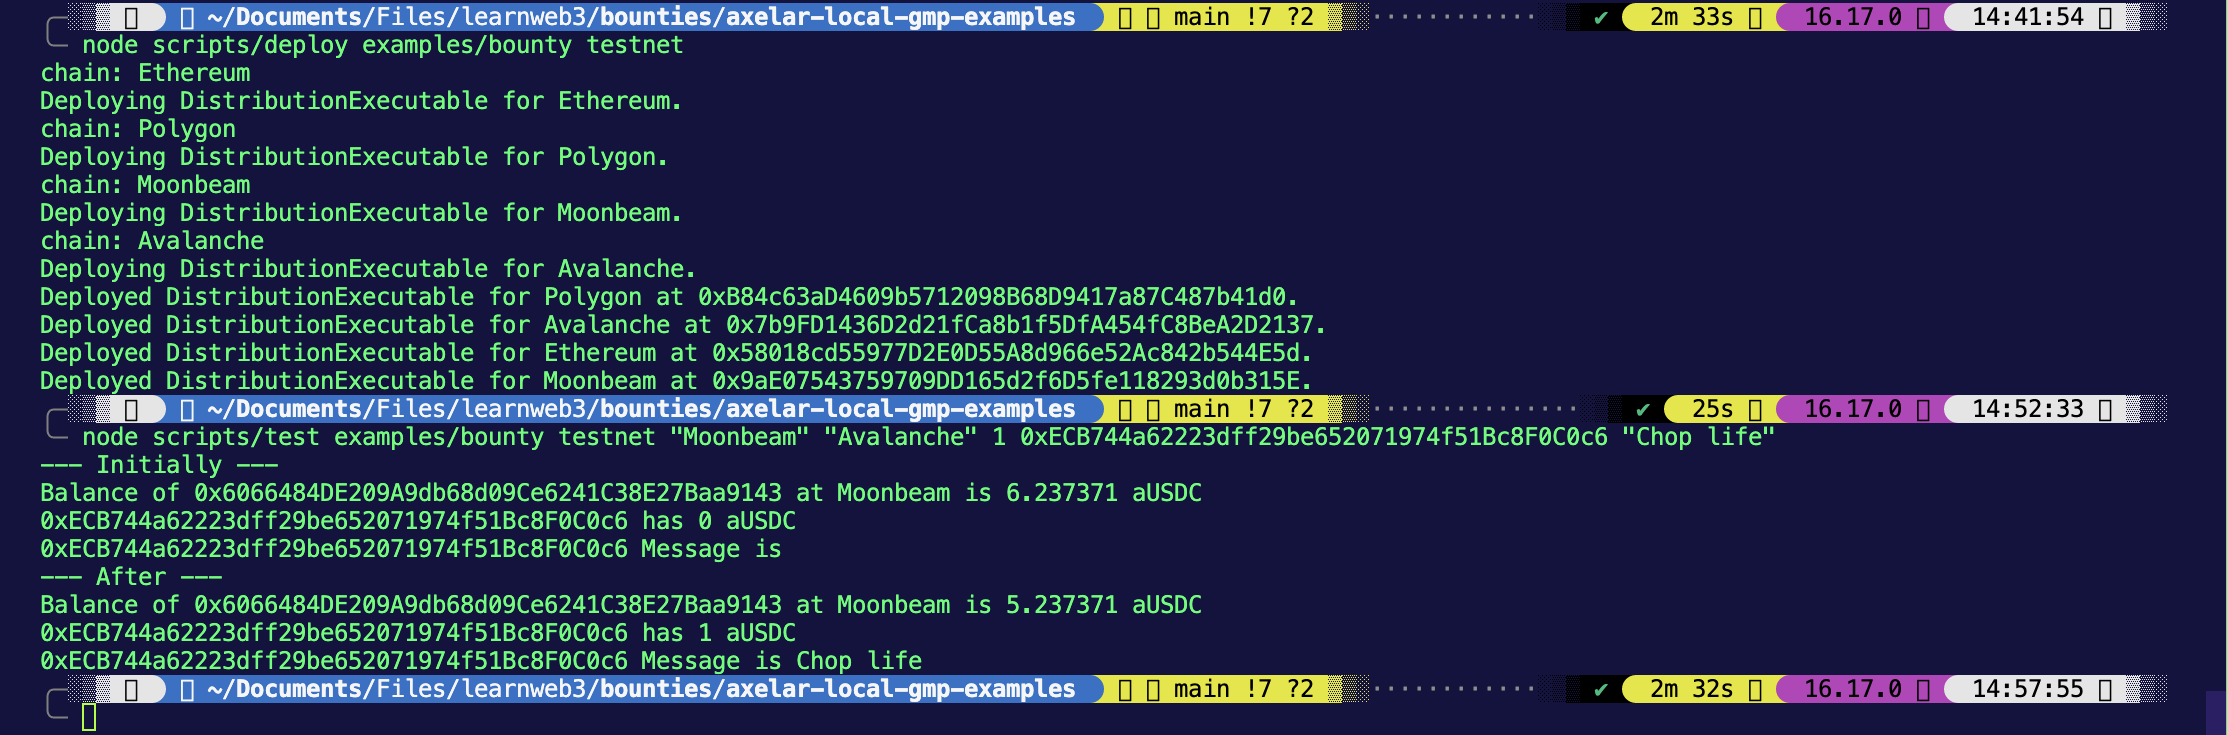 ~/Documents/Files/learnweb3/bounties/axelar-local-gmp-examples main !7 ?2 ✔ 2m 33s 16.17.0 14:41:54
node scripts/deploy examples/bounty testnet
chain: Ethereum
Deploying DistributionExecutable for Ethereum.
chain: Polygon
Deploying DistributionExecutable for Polygon.
chain: Moonbeam
Deploying DistributionExecutable for Moonbeam.
chain: Avalanche
Deploying DistributionExecutable for Avalanche.
Deployed DistributionExecutable for Polygon at 0xB84c63aD4609b5712098B68D9417a87C487b41d0.
Deployed DistributionExecutable for Avalanche at 0x7b9FD1436D2d21fCa8b1f5DfA454fC8BeA2D2137.
Deployed DistributionExecutable for Ethereum at 0x58018cd55977D2E0D55A8d966e52Ac842b544E5d.
Deployed DistributionExecutable for Moonbeam at 0x9aE07543759709DD165d2f6D5fe118293d0b315E.
~/Documents/Files/learnweb3/bounties/axelar-local-gmp-examples main !7 ?2 ✔ 25s 16.17.0 14:52:33
node scripts/test examples/bounty testnet "Moonbeam" "Avalanche" 1 0xECB744a62223dff29be652071974f51Bc8F0C0c6 "Chop life"
--- Initially ---
Balance of 0x6066484DE209A9db68d09Ce6241C38E27Baa9143 at Moonbeam is 6.237371 aUSDC
0xECB744a62223dff29be652071974f51Bc8F0C0c6 has 0 aUSDC
0xECB744a62223dff29be652071974f51Bc8F0C0c6 Message is
--- After ---
Balance of 0x6066484DE209A9db68d09Ce6241C38E27Baa9143 at Moonbeam is 5.237371 aUSDC
0xECB744a62223dff29be652071974f51Bc8F0C0c6 has 1 aUSDC
0xECB744a62223dff29be652071974f51Bc8F0C0c6 Message is Chop life
~/Documents/Files/learnweb3/bounties/axelar-local-gmp-examples main !7 ?2 ✔ 2m 32s 16.17.0 14:57:55